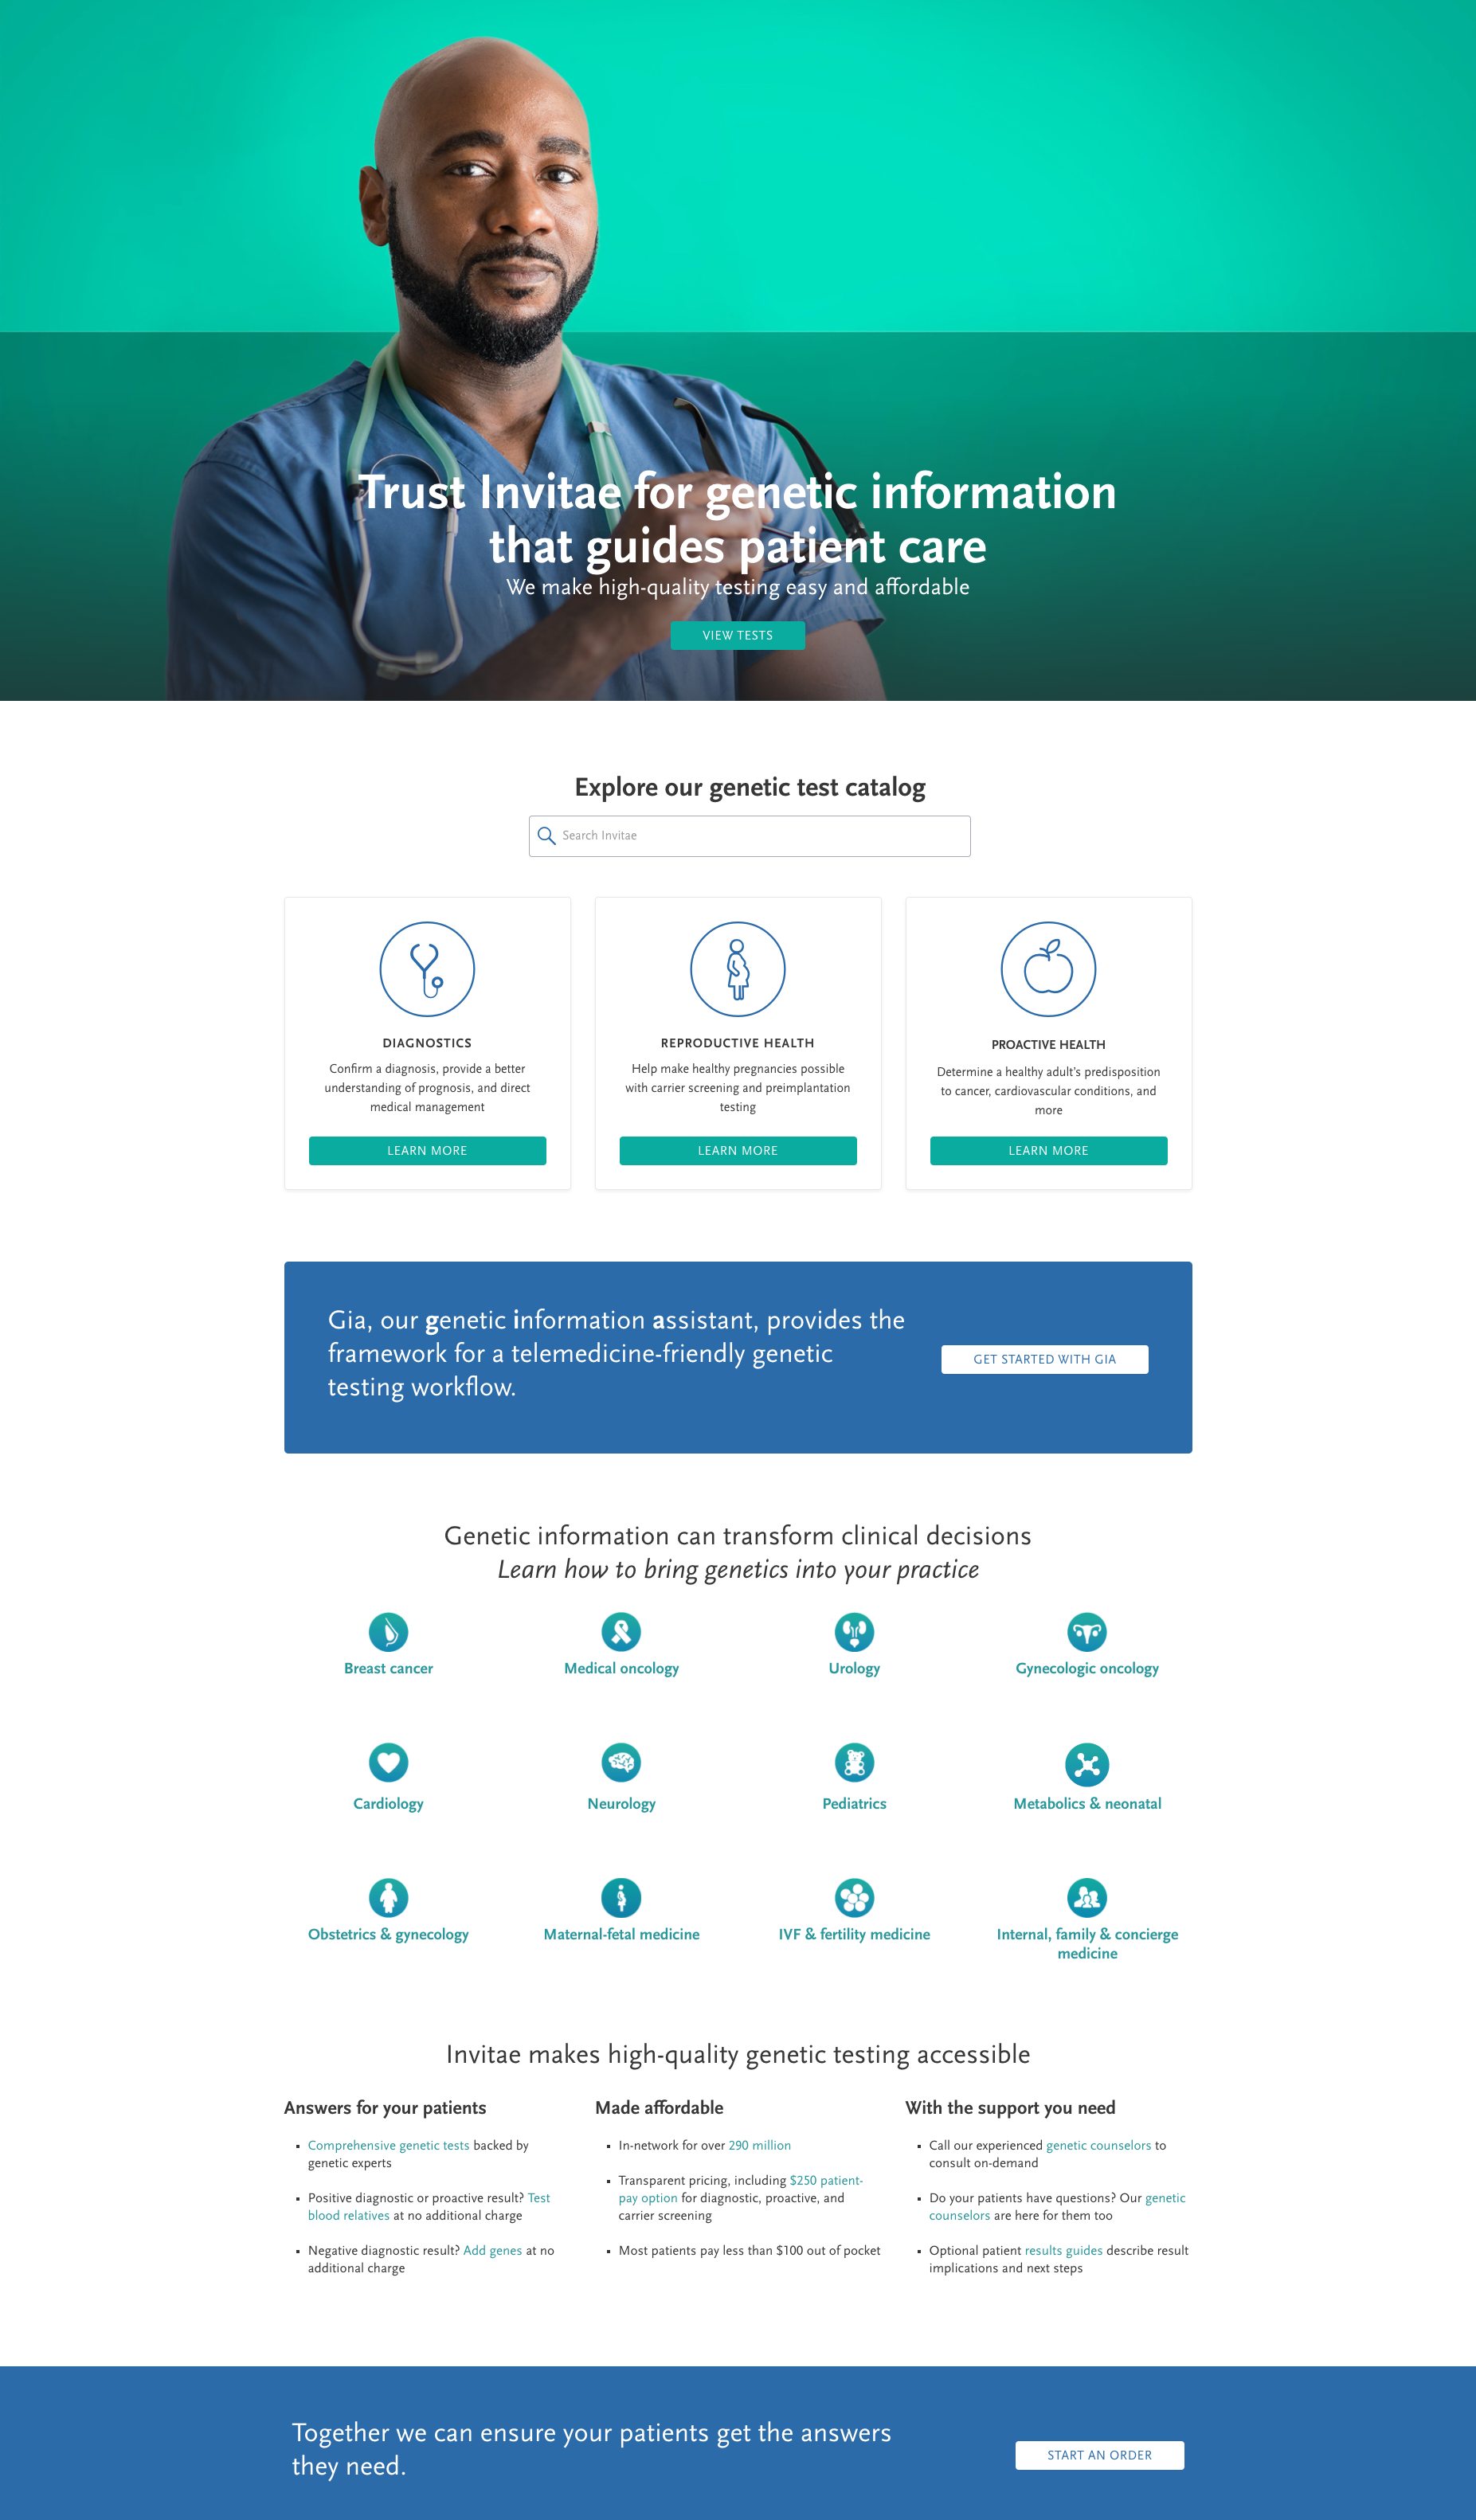 Trust Invitae for genetic information
that guides patient care
We make high-quality testing easy and affordable
VIEW TESTS
Explore our genetic test catalog
Search Invitae
DIAGNOSTICS
Confirm a diagnosis, provide a better
understanding of prognosis, and direct
medical management
LEARN MORE
REPRODUCTIVE HEALTH
Help make healthy pregnancies possible
with carrier screening and preimplantation
testing
LEARN MORE
PROACTIVE HEALTH
Determine a healthy adult's predisposition
to cancer, cardiovascular conditions, and
more
LEARN MORE
Gia, our genetic information assistant, provides the
framework for a telemedicine-friendly genetic
testing workflow.
GET STARTED WITH GIA
Genetic information can transform clinical decisions
Learn how to bring genetics into your practice
Breast cancer
Medical oncology
Urology
Gynecologic oncology
Cardiology
Neurology
Pediatrics
Metabolics & neonatal
Obstetrics & gynecology
Maternal-fetal medicine
IVF & fertility medicine
Internal, family & concierge
medicine
Invitae makes high-quality genetic testing accessible
Answers for your patients
Comprehensive genetic tests backed by
genetic experts
Positive diagnostic or proactive result? Test
blood relatives at no additional charge
Negative diagnostic result? Add genes at no
additional charge
Made affordable
In-network for over 290 million
Transparent pricing, including $250 patient-
pay option for diagnostic, proactive, and
carrier screening
Most patients pay less than $100 out of pocket
With the support you need
Call our experienced genetic counselors to
consult on-demand
Do your patients have questions? Our genetic
counselors are here for them too
Optional patient results guides describe result
implications and next steps
Together we can ensure your patients get the answers
they need.
START AN ORDER